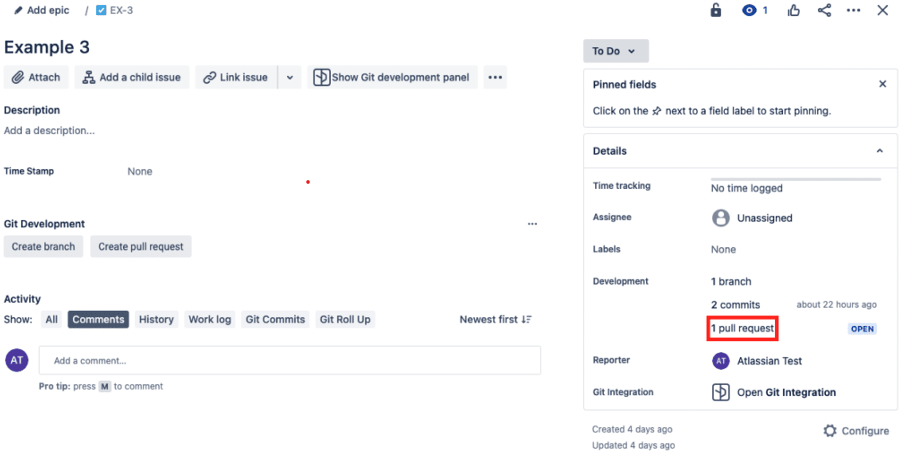 Add epic / EX-3
1
Example 3
Attach
Add a child issue
Link issue
Show Git development panel
Description
Add a description...
Time Stamp
None
Git Development
Create branch
Create pull request
Activity
Show:
All
Comments
History
Work log
Git Commits
Git Roll Up
Newest first
AT
Add a comment...
Pro tip: press M to comment
To Do
Pinned fields
Click on the next to a field label to start pinning.
Details
Time tracking
No time logged
Assignee
Unassigned
Labels
None
Development
1 branch
2 commits
about 22 hours ago
1 pull request
OPEN
Reporter
AT
Atlassian Test
Git Integration
Open Git Integration
Created 4 days ago
Updated 4 days ago
Configure